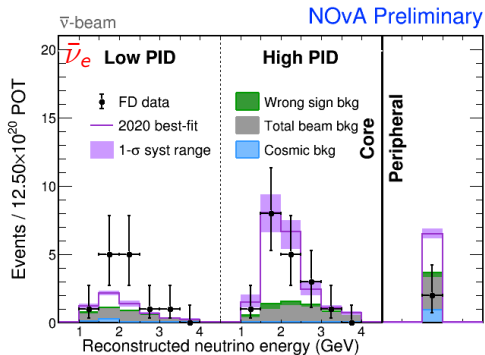 ν̄-beam
NOvA Preliminary
ν̄e
Low PID
High PID
FD data
2020 best-fit
1-σ syst range
Wrong sign bkg
Total beam bkg
Cosmic bkg
Core
Peripheral
Events / 12.50×10²⁰ POT
20
15
10
5
0
1 2 3 4 1 2 3 4
Reconstructed neutrino energy (GeV)